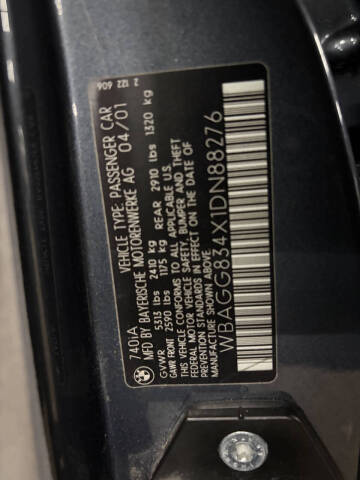 740iA VEHICLE TYPE: PASSENGER CAR
MFD BY BAYERISCHE MOTORENWERKE AG 04/01
GVWR 5313 lbs 2410 kg
GAWR FRONT 2590 lbs 1175 kg REAR 2910 lbs 1320 kg
THIS VEHICLE CONFORMS TO ALL APPLICABLE U.S.
FEDERAL MOTOR VEHICLE SAFETY, BUMPER AND THEFT
PREVENTION STANDARDS IN EFFECT ON THE DATE OF
MANUFACTURE SHOWN ABOVE.
WBAGG834X1DN88276